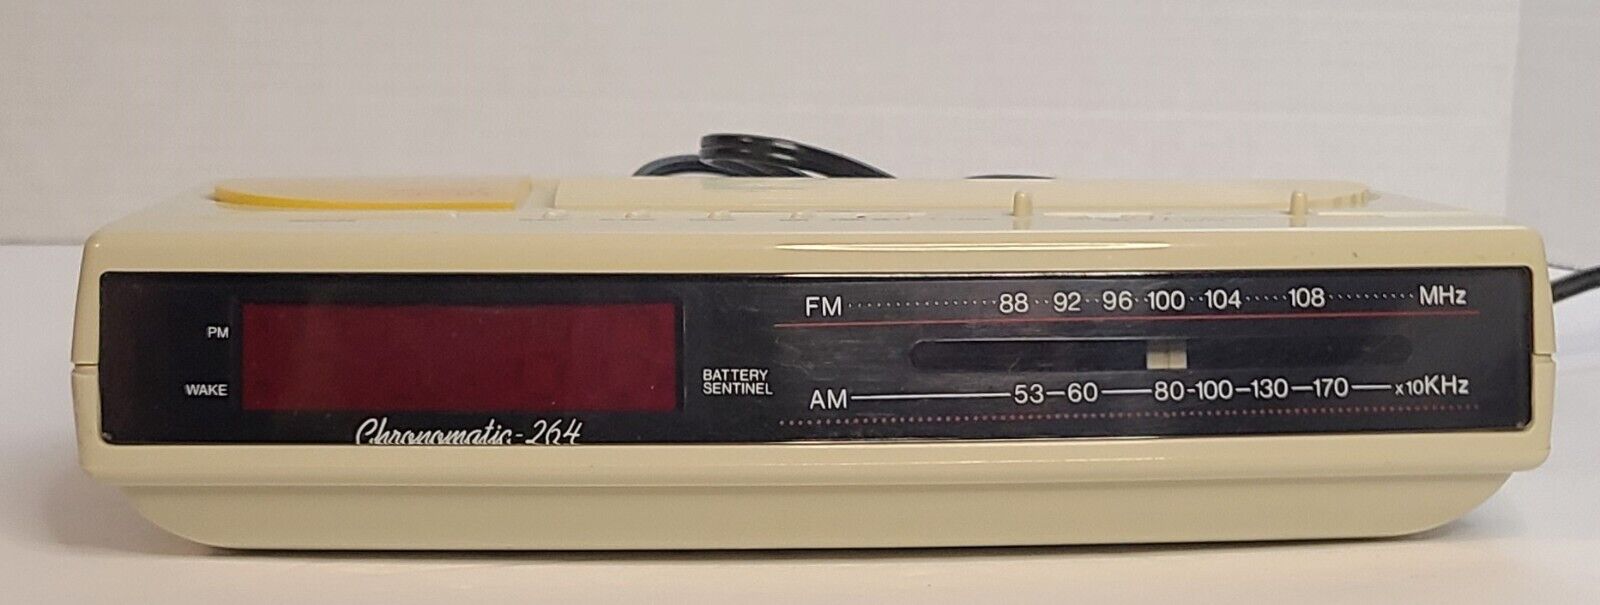 FM 88 92 96 100 104 108 MHz
PM
BATTERY
SENTINEL
WAKE
AM 53 60 80 100 130 170 x10KHz
Chronomatic-264